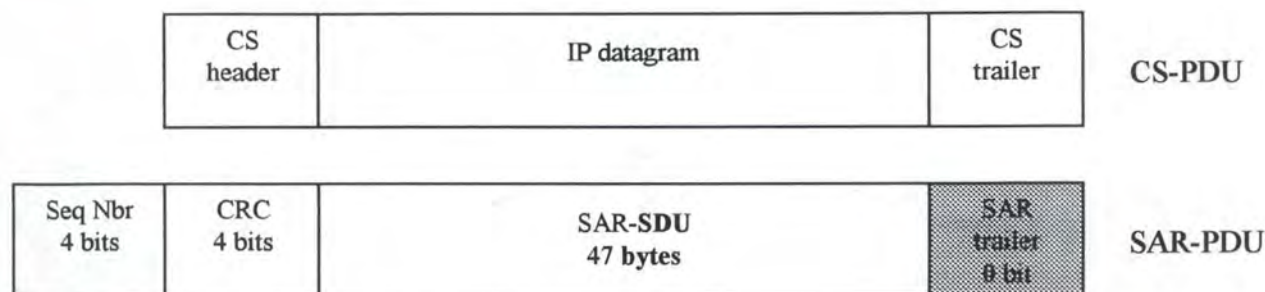 CS
header
IP datagram
CS
trailer
CS-PDU
Seq Nbr
4 bits
CRC
4 bits
SAR-SDU
47 bytes
SAR
trailer
0 bit
SAR-PDU